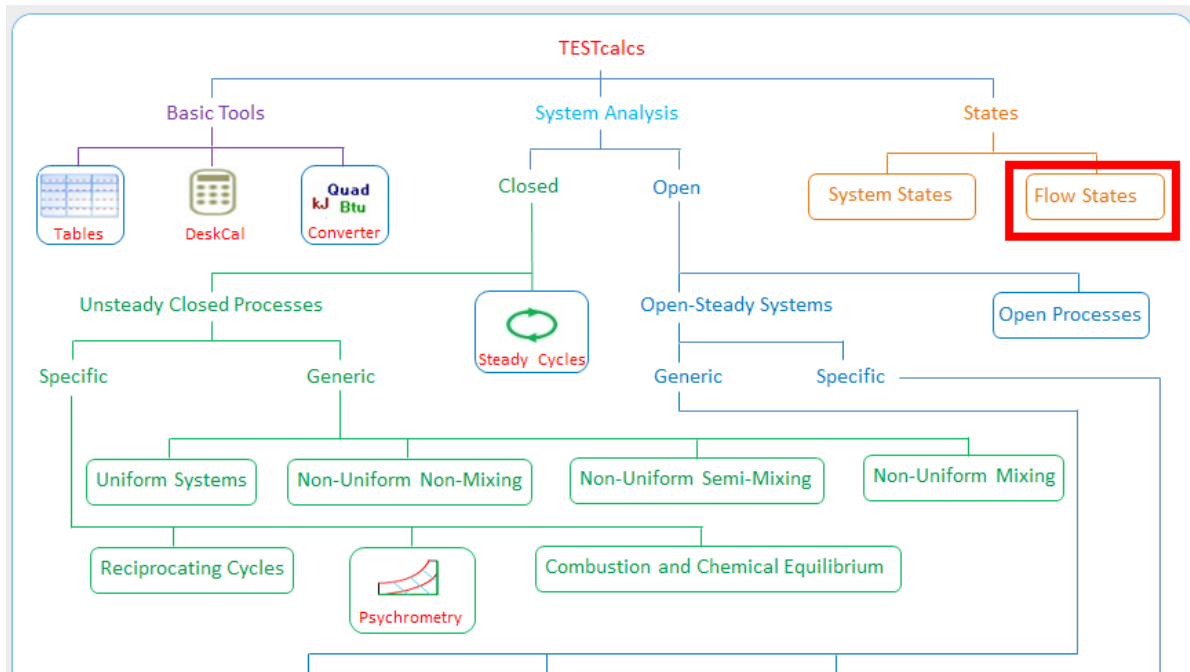 TESTcalcs
Basic Tools
System Analysis
States
Tables
DeskCal
kJ Quad Btu
Converter
Closed
Open
System States
Flow States
Unsteady Closed Processes
Steady Cycles
Open-Steady Systems
Open Processes
Specific
Generic
Generic
Specific
Uniform Systems
Non-Uniform Non-Mixing
Non-Uniform Semi-Mixing
Non-Uniform Mixing
Reciprocating Cycles
Psychrometry
Combustion and Chemical Equilibrium